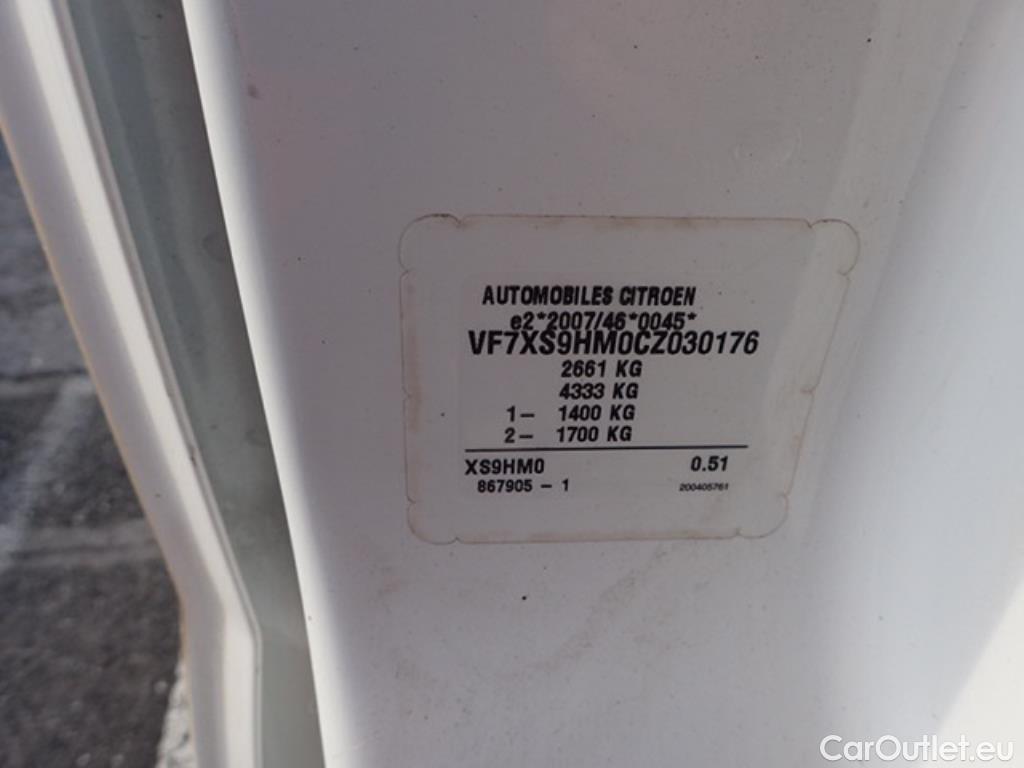 AUTOMOBILES CITROEN
e2*2007/46*0045*
VF7XS9HM0CZ030176
2661 KG
4333 KG
1- 1400 KG
2- 1700 KG
XS9HM0 0.51
867905 - 1 200405761
CarOutlet.eu